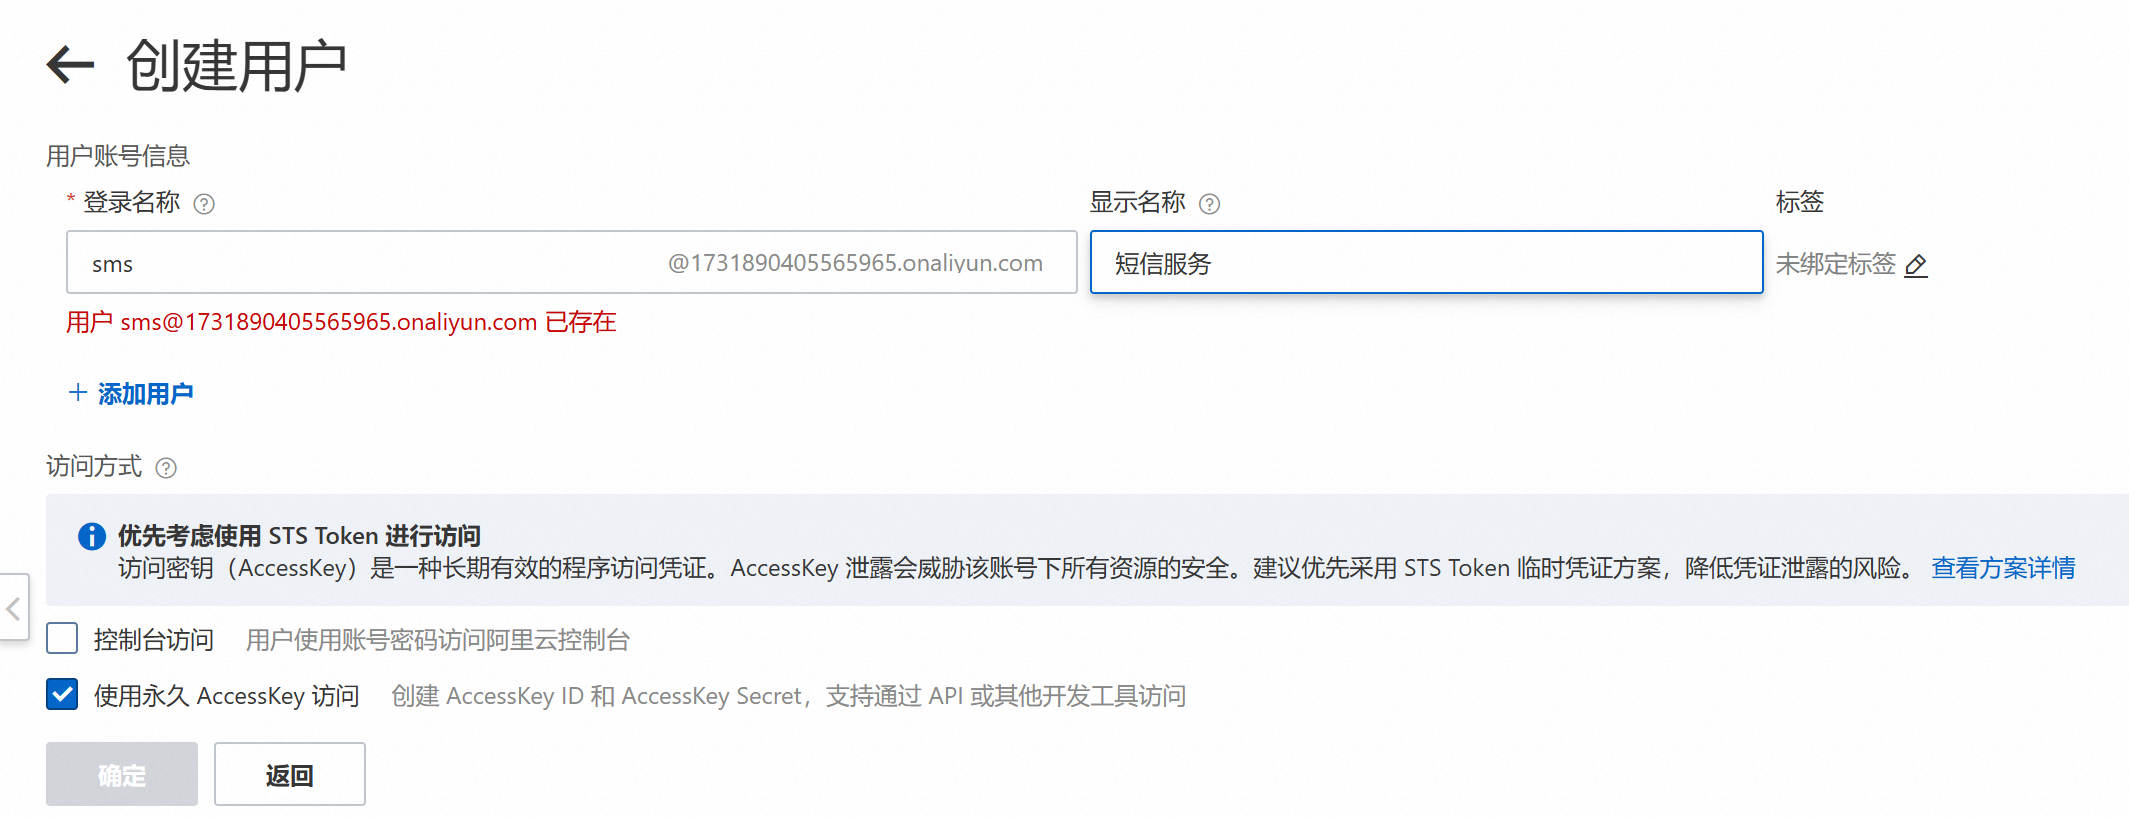 创建用户
用户账号信息
* 登录名称 ?
显示名称 ?
标签
sms @1731890405565965.onaliyun.com
短信服务
未绑定标签
用户 sms@1731890405565965.onaliyun.com 已存在
+ 添加用户
访问方式 ?
优先考虑使用 STS Token 进行访问
访问密钥（AccessKey）是一种长期有效的程序访问凭证。AccessKey 泄露会威胁该账号下所有资源的安全。建议优先采用 STS Token 临时凭证方案，降低凭证泄露的风险。 查看方案详情
控制台访问 用户使用账号密码访问阿里云控制台
使用永久 AccessKey 访问 创建 AccessKey ID 和 AccessKey Secret，支持通过 API 或其他开发工具访问
确定
返回